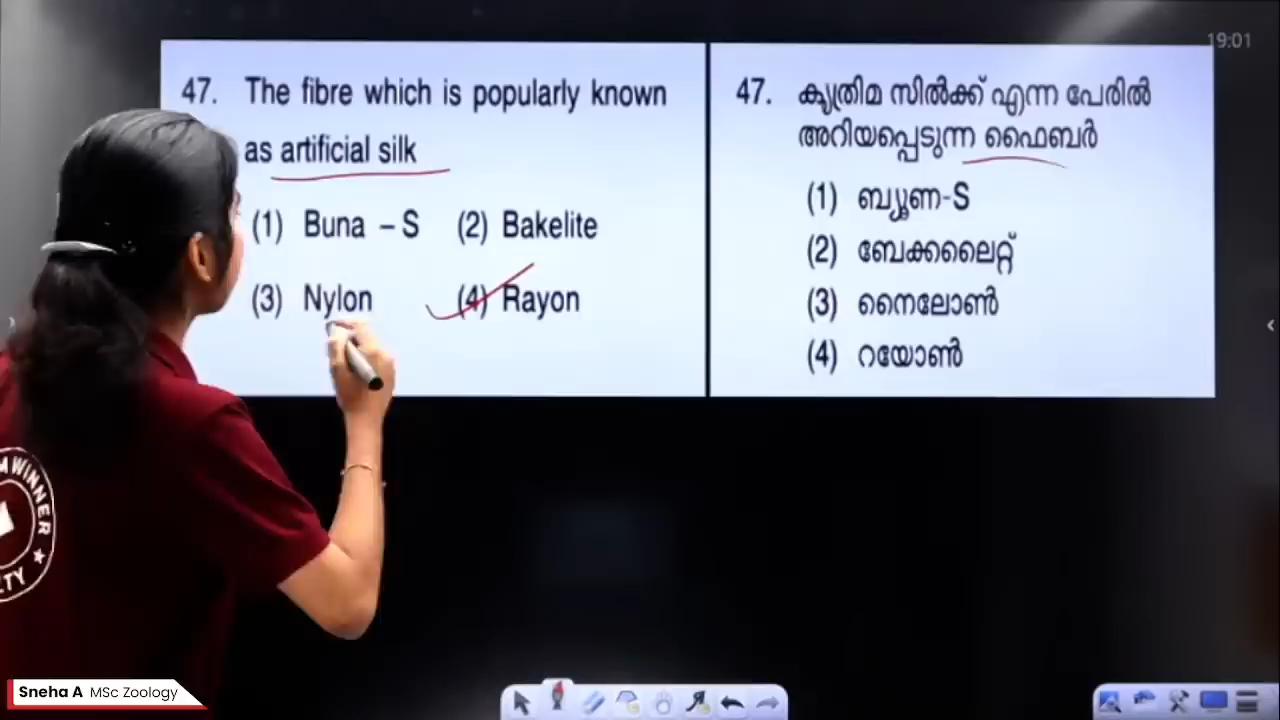 19:01
47. The fibre which is popularly known
as artificial silk
(1) Buna – S (2) Bakelite
(3) Nylon (4) Rayon
47. കൃത്രിമ സിൽക്ക് എന്ന പേരിൽ
അറിയപ്പെടുന്ന ഫൈബർ
(1) ബ്യൂണ-S
(2) ബേക്കലൈറ്റ്
(3) നൈലോൺ
(4) റയോൺ
WINNER
Sneha A MSc Zoology